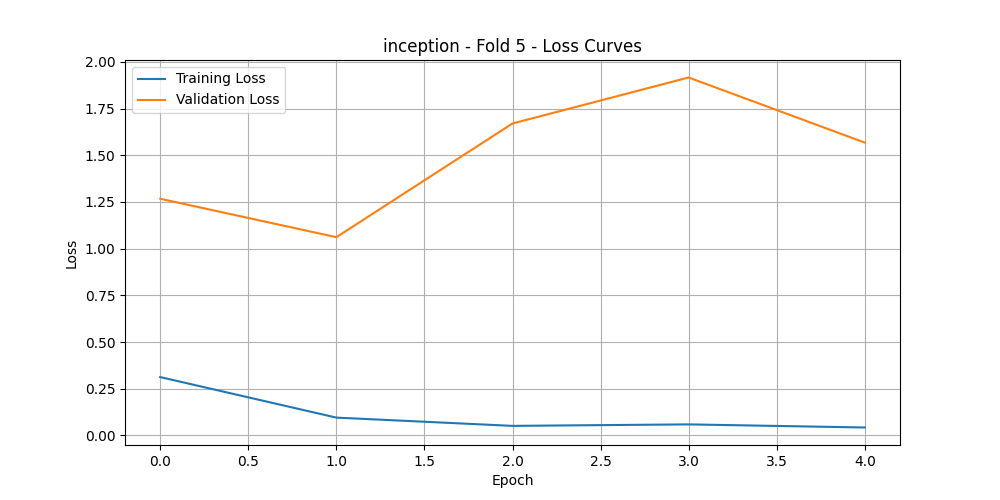 inception - Fold 5 - Loss Curves
Training Loss
Validation Loss
2.00
1.75
1.50
1.25
1.00
0.75
0.50
0.25
0.00
Loss
0.0 0.5 1.0 1.5 2.0 2.5 3.0 3.5 4.0
Epoch